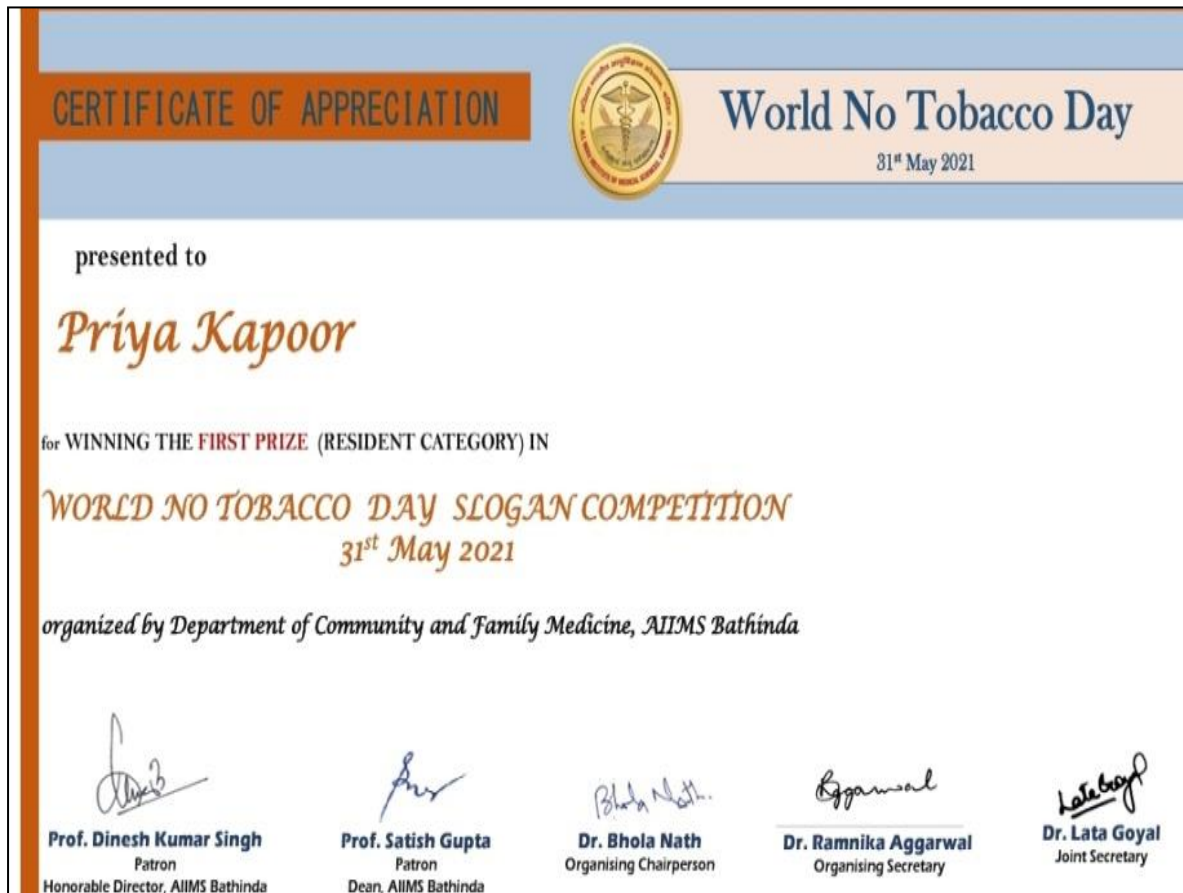 CERTIFICATE OF APPRECIATION
World No Tobacco Day
31st May 2021
presented to
Priya Kapoor
for WINNING THE FIRST PRIZE (RESIDENT CATEGORY) IN
WORLD NO TOBACCO DAY SLOGAN COMPETITION
31st May 2021
organized by Department of Community and Family Medicine, AIIMS Bathinda
Bhola Nath.
RAggarwal
Lata Goyal
Prof. Dinesh Kumar Singh
Patron
Honorable Director, AIIMS Bathinda
Prof. Satish Gupta
Patron
Dean, AIIMS Bathinda
Dr. Bhola Nath
Organising Chairperson
Dr. Ramnika Aggarwal
Organising Secretary
Dr. Lata Goyal
Joint Secretary